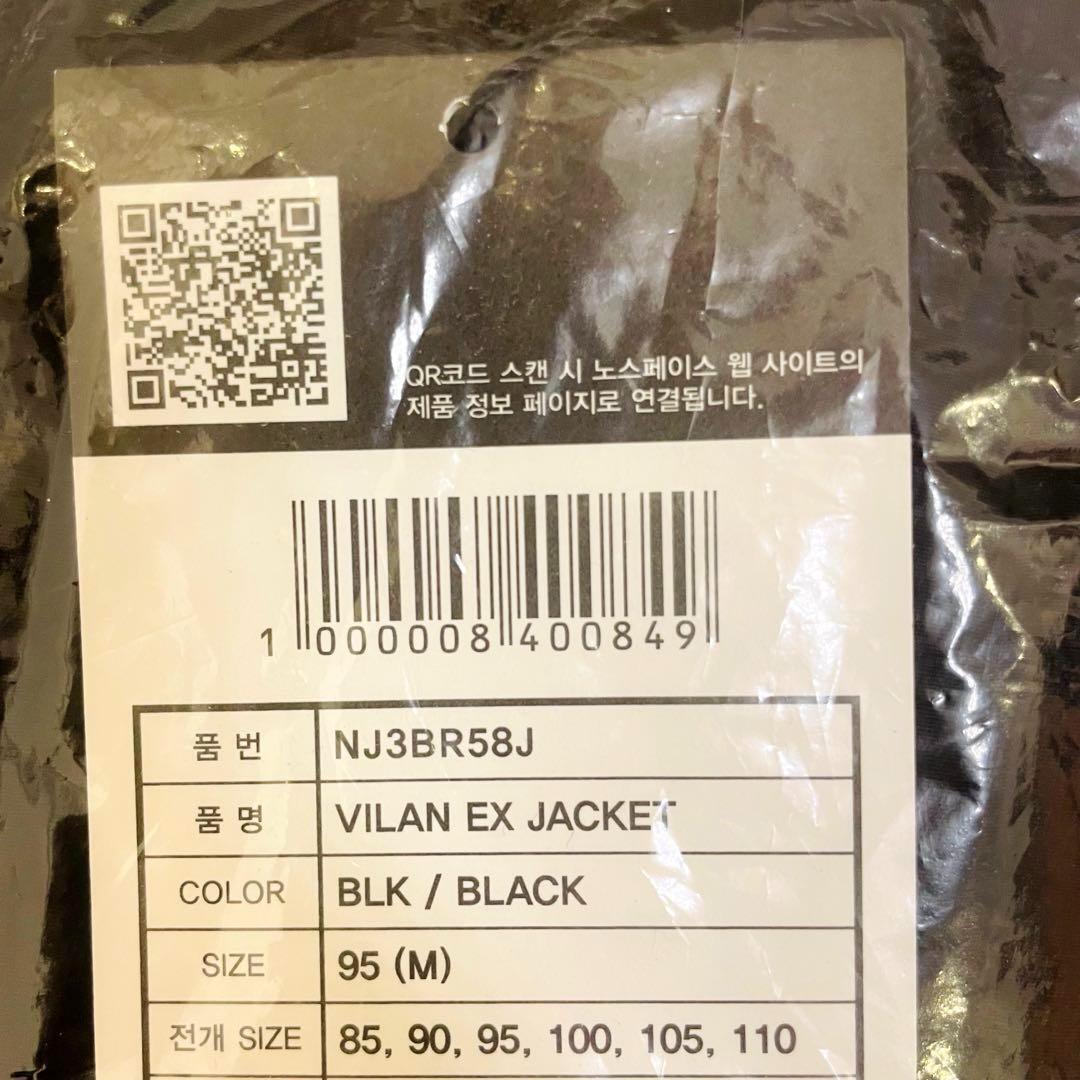 QR코드 스캔 시 노스페이스 웹 사이트의
제품 정보 페이지로 연결됩니다.
1 000008 400849
품 번 NJ3BR58J
품 명 VILAN EX JACKET
COLOR BLK / BLACK
SIZE 95 (M)
전개 SIZE 85, 90, 95, 100, 105, 110